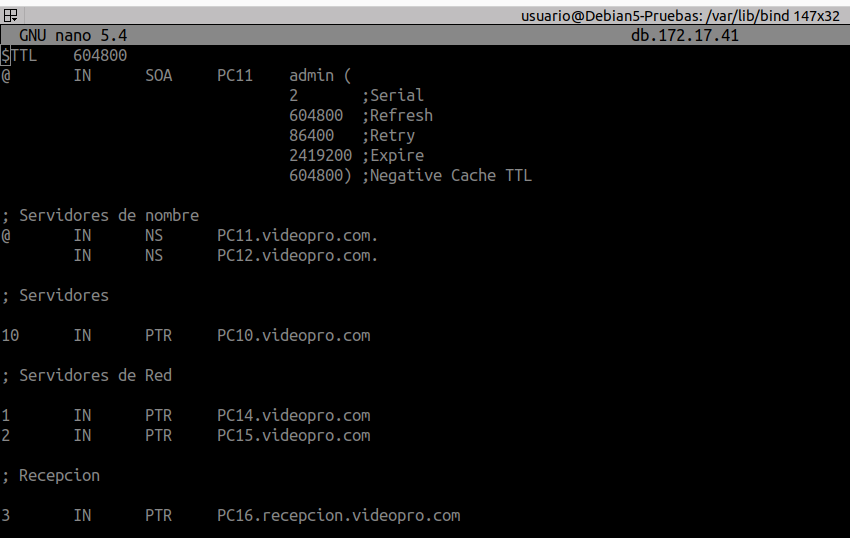 usuario@Debian5-Pruebas: /var/lib/bind 147x32
GNU nano 5.4 db.172.17.41
$TTL 604800
@ IN SOA PC11 admin (
2 ;Serial
604800 ;Refresh
86400 ;Retry
2419200 ;Expire
604800) ;Negative Cache TTL
; Servidores de nombre
@ IN NS PC11.videopro.com.
IN NS PC12.videopro.com.
; Servidores
10 IN PTR PC10.videopro.com
; Servidores de Red
1 IN PTR PC14.videopro.com
2 IN PTR PC15.videopro.com
; Recepcion
3 IN PTR PC16.recepcion.videopro.com